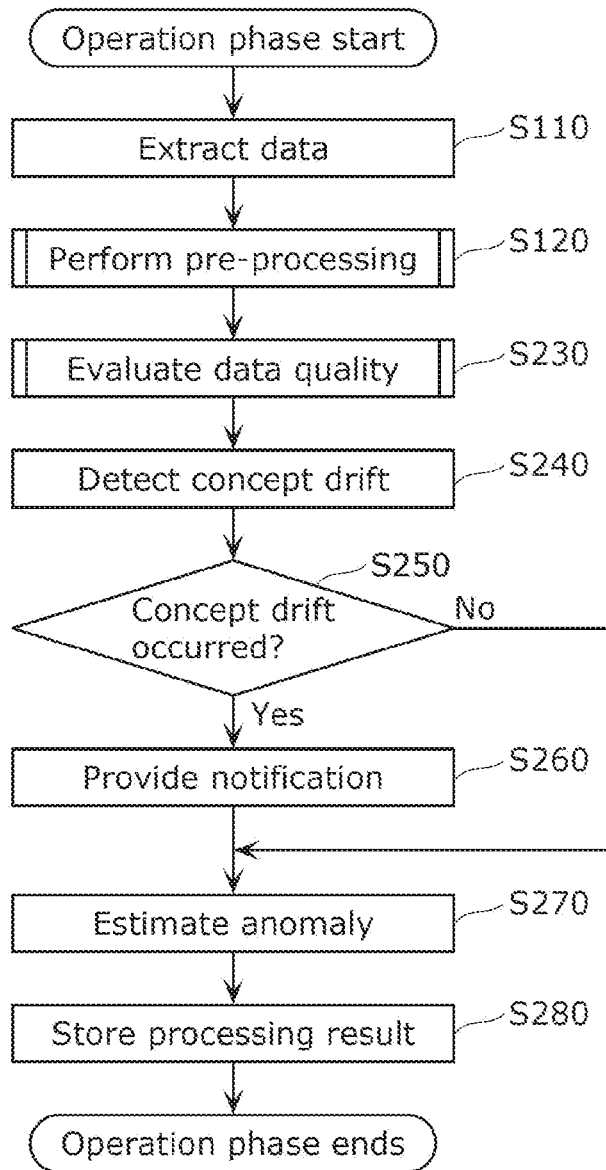 Operation phase start
Extract data
S110
Perform pre-processing
S120
Evaluate data quality
S230
Detect concept drift
S240
S250
Concept drift
occurred?
No
Yes
Provide notification
S260
Estimate anomaly
S270
Store processing result
S280
Operation phase ends